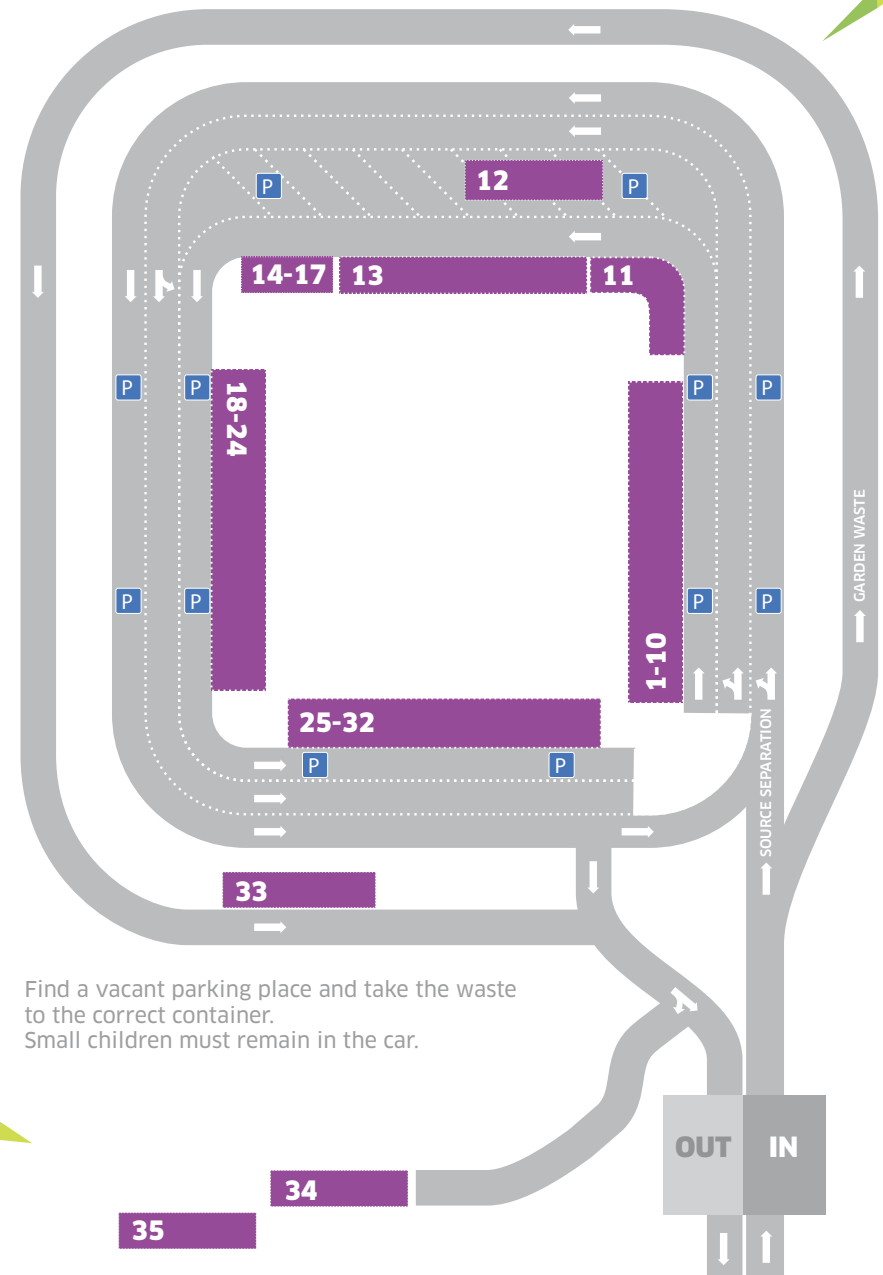 12
P
P
14-17
13
11
P
P
18-24
P
P
GARDEN WASTE
P
P
P
P
1-10
25-32
P
P
SOURCE SEPARATION
33
Find a vacant parking place and take the waste
to the correct container.
Small children must remain in the car.
OUT
IN
34
35